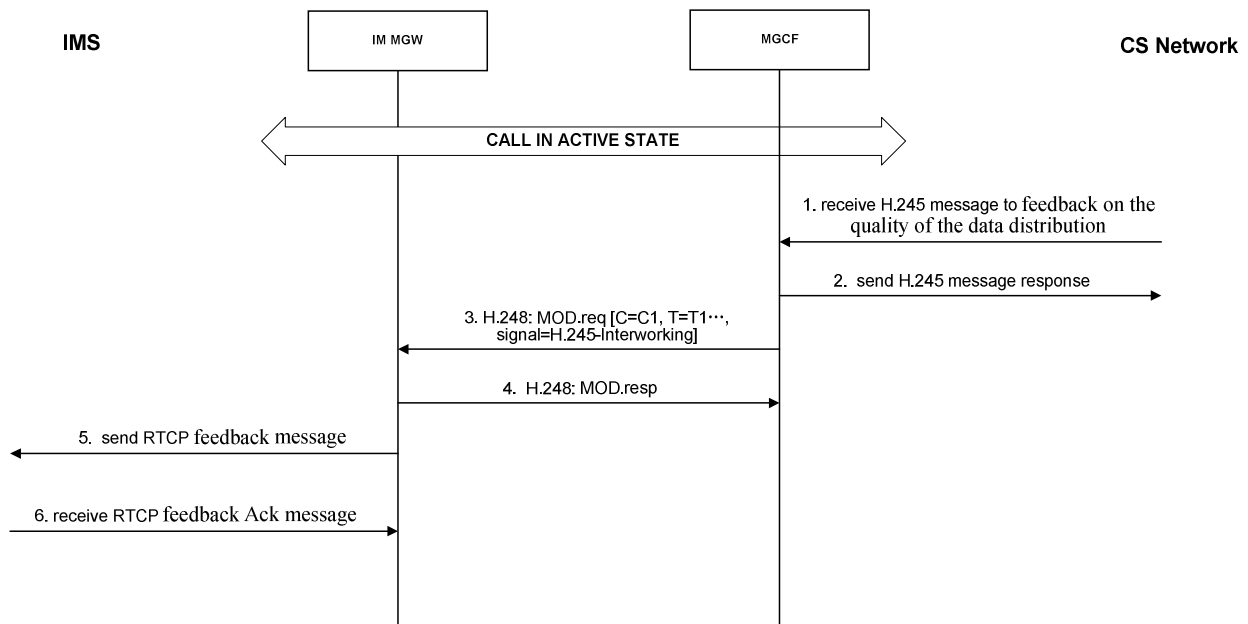 IMS
IM MGW
MGCF
CS Network
CALL IN ACTIVE STATE
1. receive H.245 message to feedback on the
quality of the data distribution
2. send H.245 message response
3. H.248: MOD.req [C=C1, T=T1⋯,
signal=H.245-Interworking]
4. H.248: MOD.resp
5. send RTCP feedback message
6. receive RTCP feedback Ack message